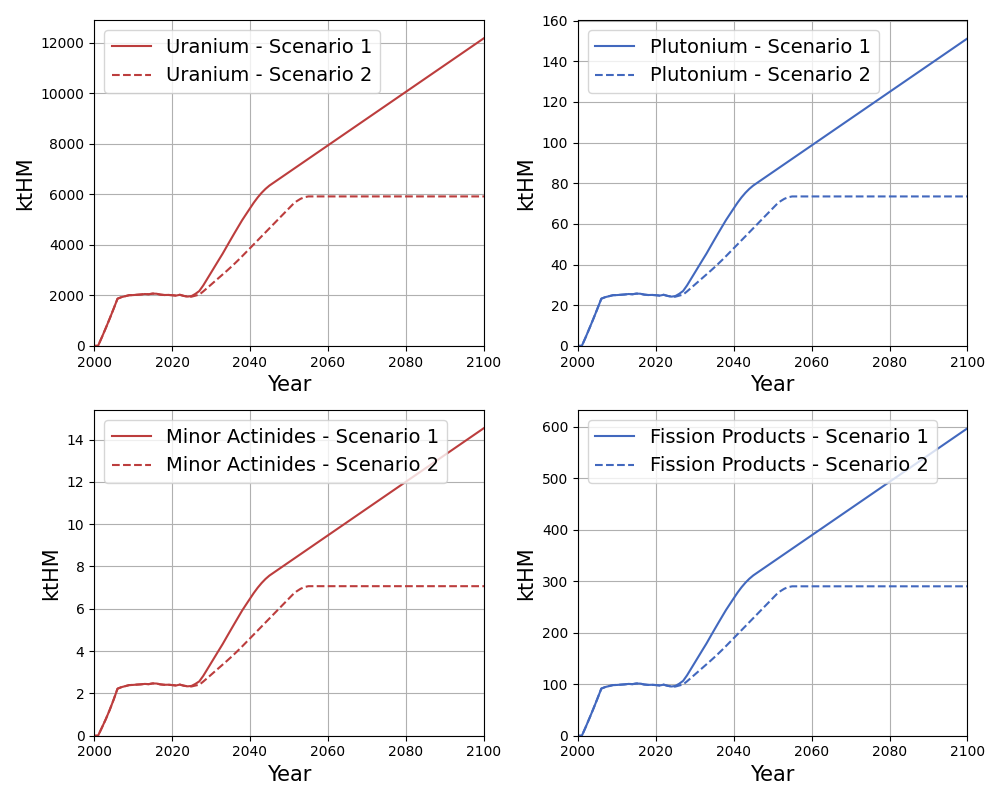 Uranium - Scenario 1
Uranium - Scenario 2
12000
10000
8000
6000
4000
2000
0
ktHM
2000 2020 2040 2060 2080 2100
Year
Plutonium - Scenario 1
Plutonium - Scenario 2
160
140
120
100
80
60
40
20
0
ktHM
2000 2020 2040 2060 2080 2100
Year
Minor Actinides - Scenario 1
Minor Actinides - Scenario 2
14
12
10
8
6
4
2
0
ktHM
2000 2020 2040 2060 2080 2100
Year
Fission Products - Scenario 1
Fission Products - Scenario 2
600
500
400
300
200
100
0
ktHM
2000 2020 2040 2060 2080 2100
Year